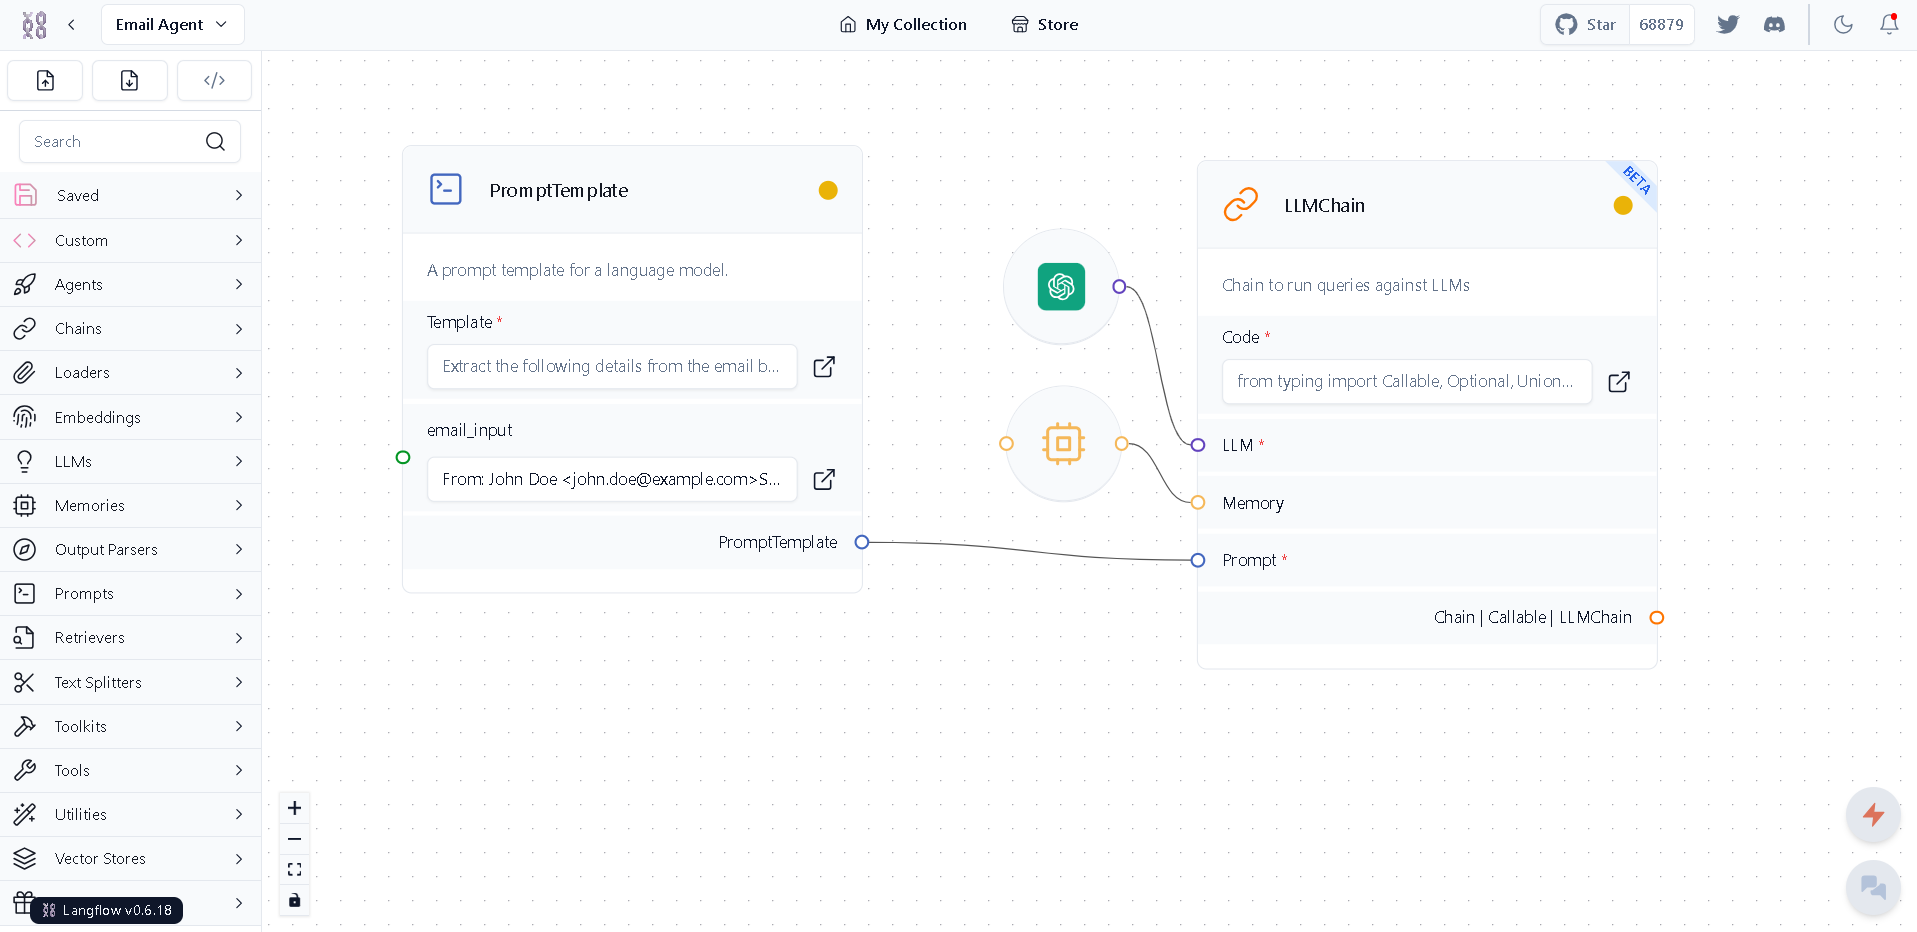 Email Agent
My Collection
Store
Star
68879
Search
Saved
Custom
Agents
Chains
Loaders
Embeddings
LLMs
Memories
Output Parsers
Prompts
Retrievers
Text Splitters
Toolkits
Tools
Utilities
Vector Stores
Langflow v0.6.18
PromptTemplate
A prompt template for a language model.
Template *
Extract the following details from the email b...
email_input
From: John Doe <john.doe@example.com>S...
PromptTemplate
BETA
LLMChain
Chain to run queries against LLMs
Code *
from typing import Callable, Optional, Union...
LLM *
Memory
Prompt *
Chain | Callable | LLMChain